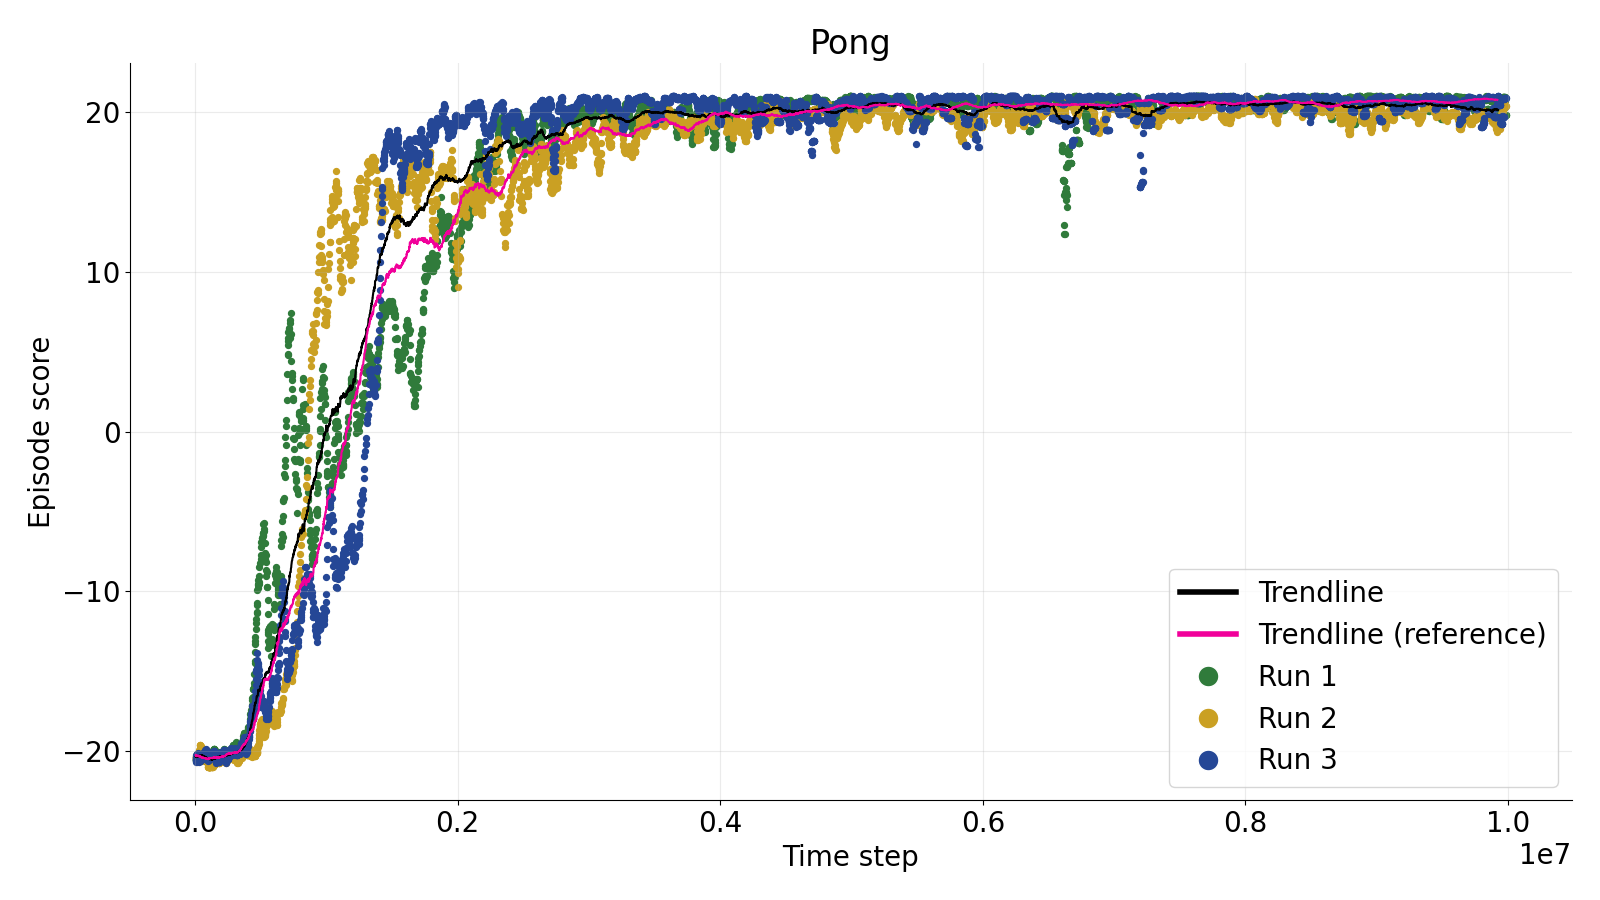 Pong
Episode score
20
10
0
−10
−20
0.0 0.2 0.4 0.6 0.8 1.0
1e7
Time step
Trendline
Trendline (reference)
Run 1
Run 2
Run 3